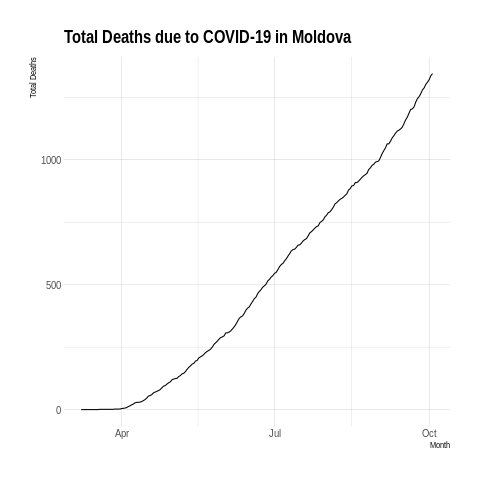 Total Deaths due to COVID-19 in Moldova
Total Deaths
1000
500
0
Apr
Jul
Oct
Month